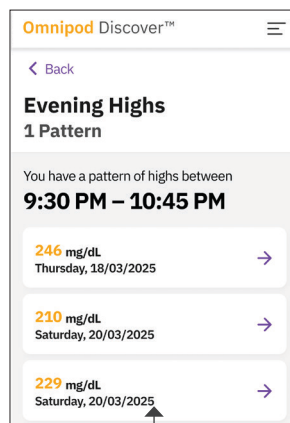 Omnipod Discover™
Back
Evening Highs
1 Pattern
You have a pattern of highs between
9:30 PM – 10:45 PM
246 mg/dL
Thursday, 18/03/2025
210 mg/dL
Saturday, 20/03/2025
229 mg/dL
Saturday, 20/03/2025